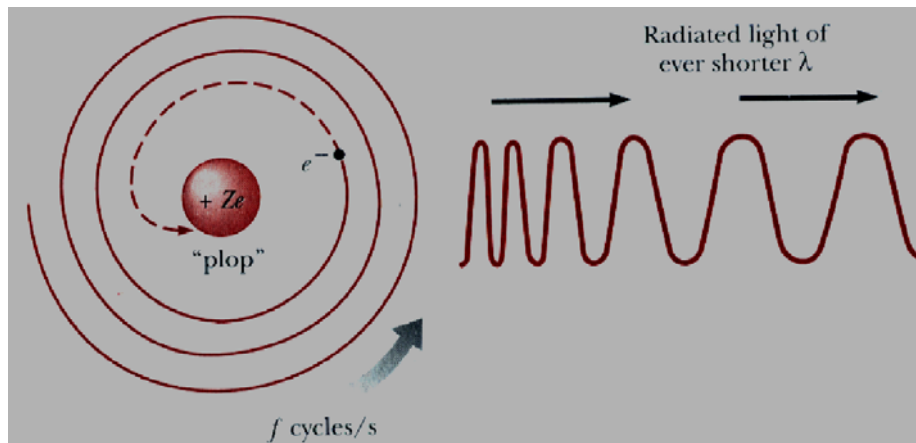 Radiated light of
ever shorter λ
e⁻
+ Ze
“plop”
f cycles/s